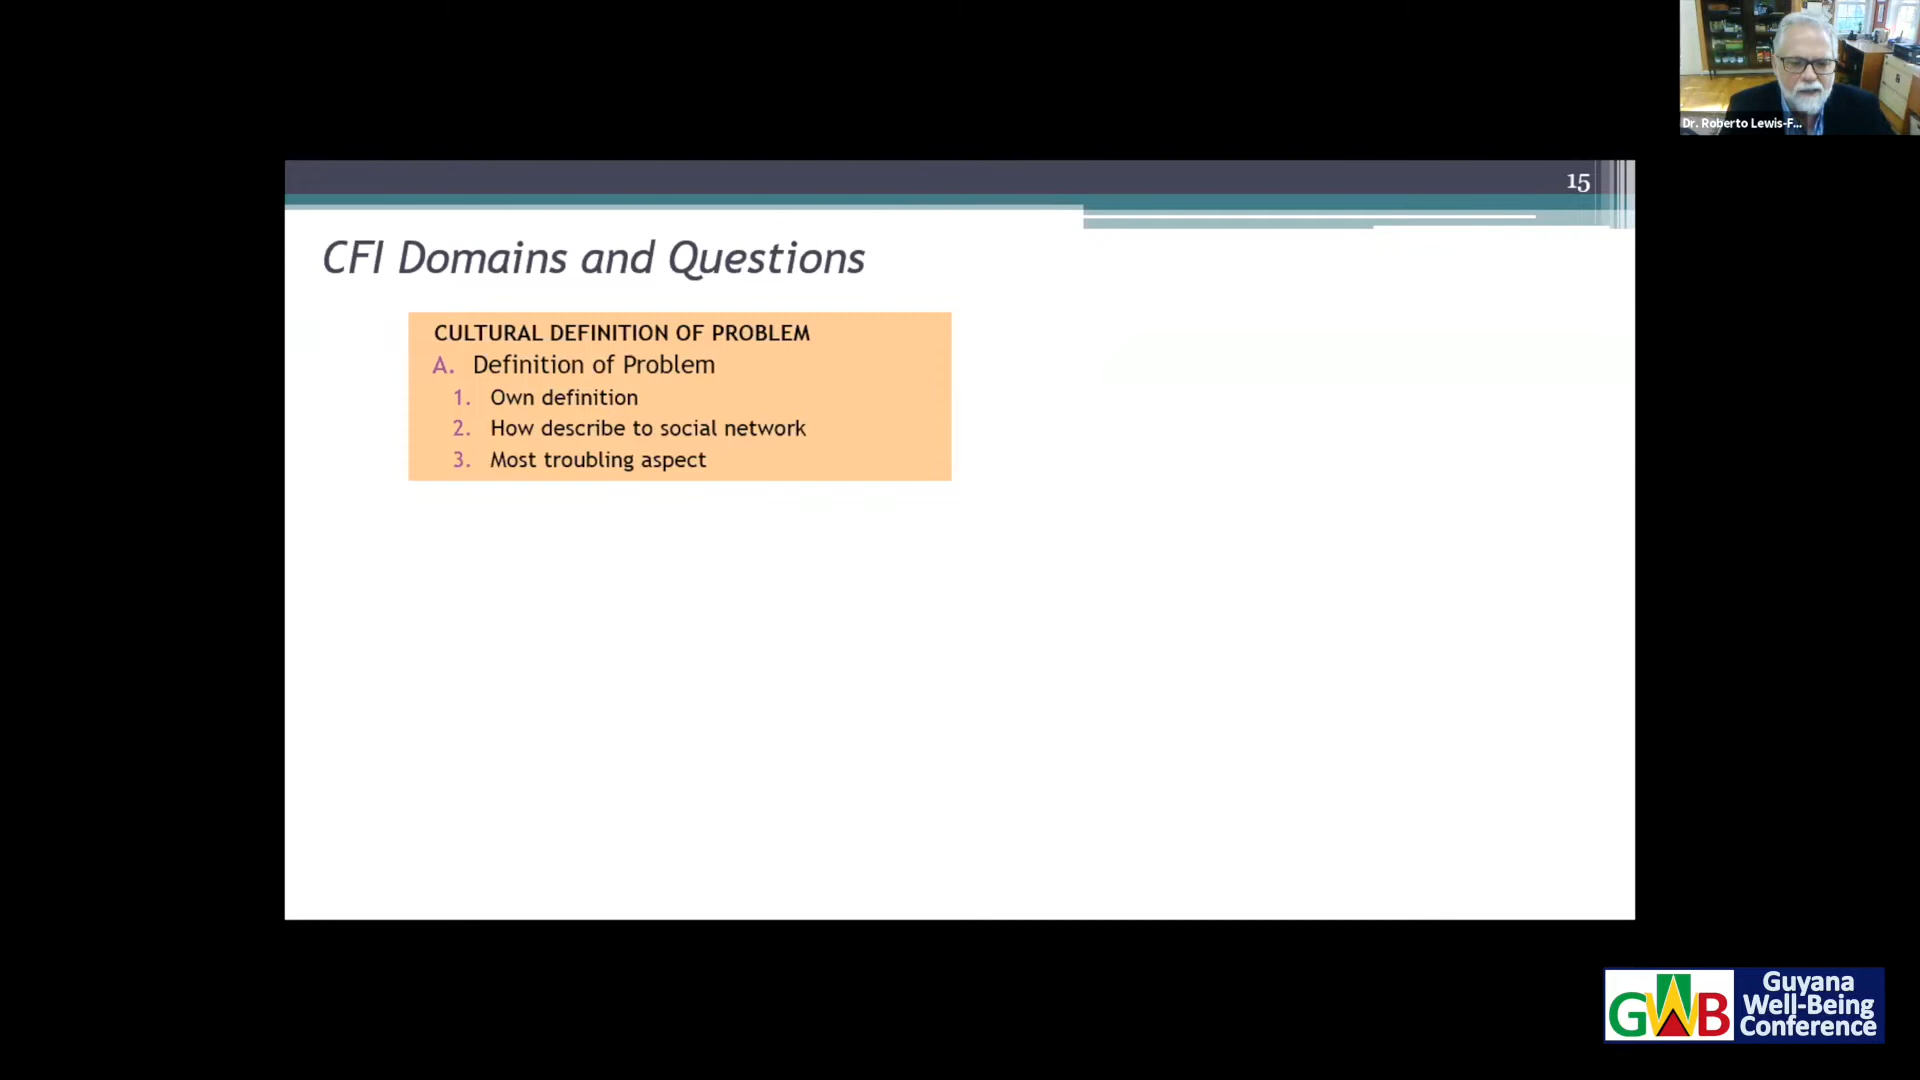 Dr. Roberto Lewis-F...
15
CFI Domains and Questions
CULTURAL DEFINITION OF PROBLEM
A. Definition of Problem
1. Own definition
2. How describe to social network
3. Most troubling aspect
GWB
Guyana
Well-Being
Conference